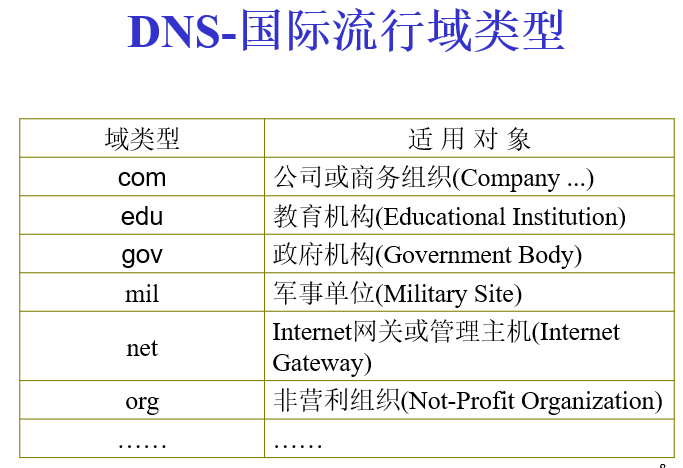 DNS-国际流行域类型
域类型 适 用 对 象
com 公司或商务组织(Company ...)
edu 教育机构(Educational Institution)
gov 政府机构(Government Body)
mil 军事单位(Military Site)
net Internet网关或管理主机(Internet
Gateway)
org 非营利组织(Not-Profit Organization)
…… ……